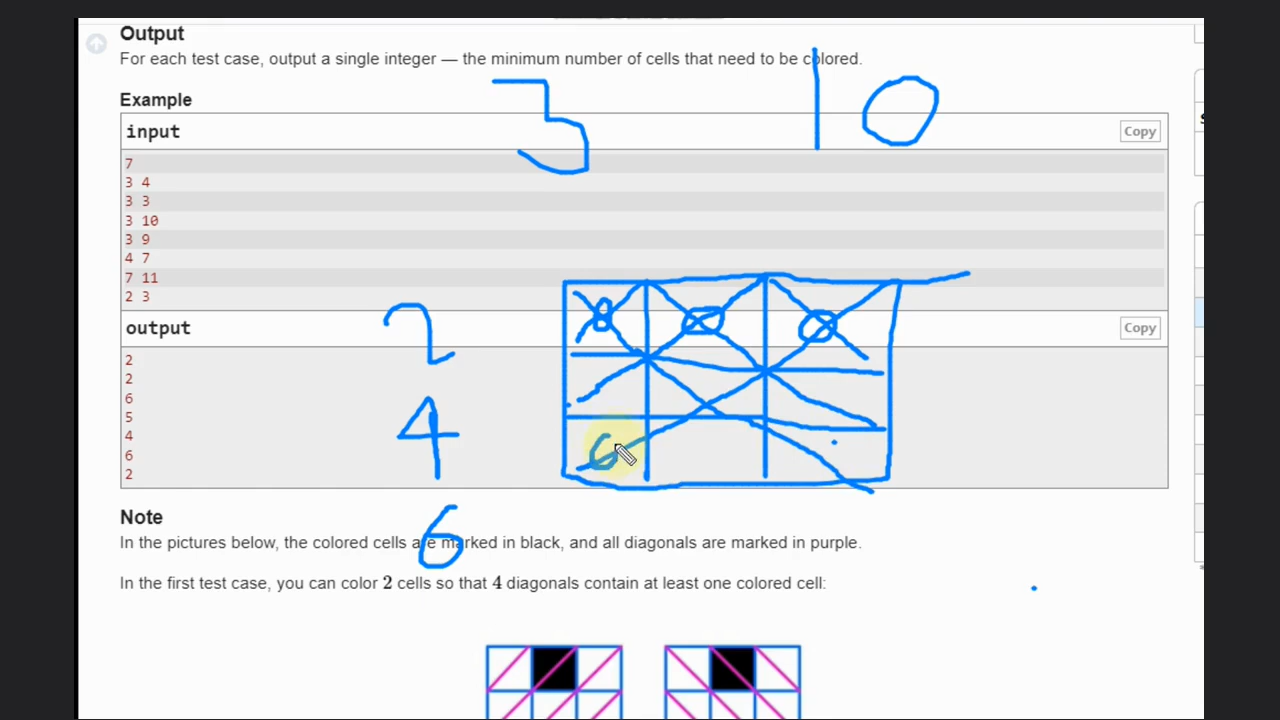 Output
For each test case, output a single integer — the minimum number of cells that need to be colored.
3 10
Example
input
Copy
7
3 4
3 3
3 10
3 9
4 7
7 11
2 3
output
Copy
2
2
6
5
4
6
2
2
4
6
6
Note
In the pictures below, the colored cells are marked in black, and all diagonals are marked in purple.
In the first test case, you can color 2 cells so that 4 diagonals contain at least one colored cell: